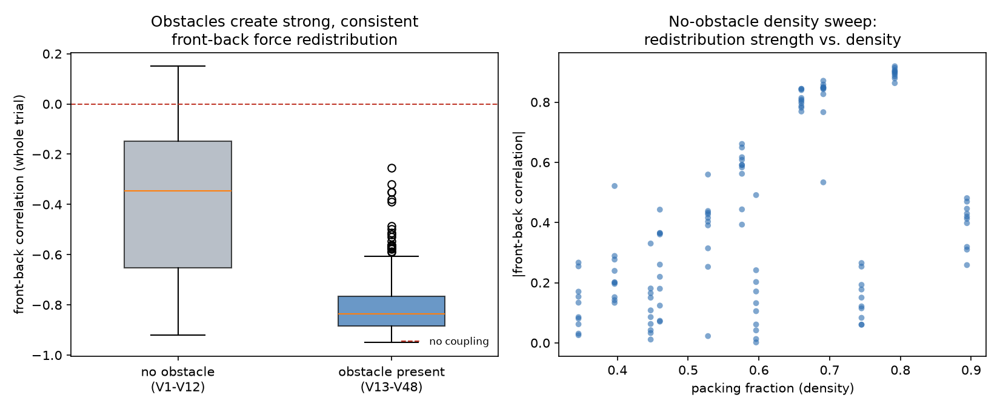 Obstacles create strong, consistent
front-back force redistribution
front-back correlation (whole trial)
0.2
0.0
−0.2
−0.4
−0.6
−0.8
−1.0
no coupling
no obstacle
(V1-V12)
obstacle present
(V13-V48)
No-obstacle density sweep:
redistribution strength vs. density
|front-back correlation|
0.8
0.6
0.4
0.2
0.0
0.4
0.5
0.6
0.7
0.8
0.9
packing fraction (density)